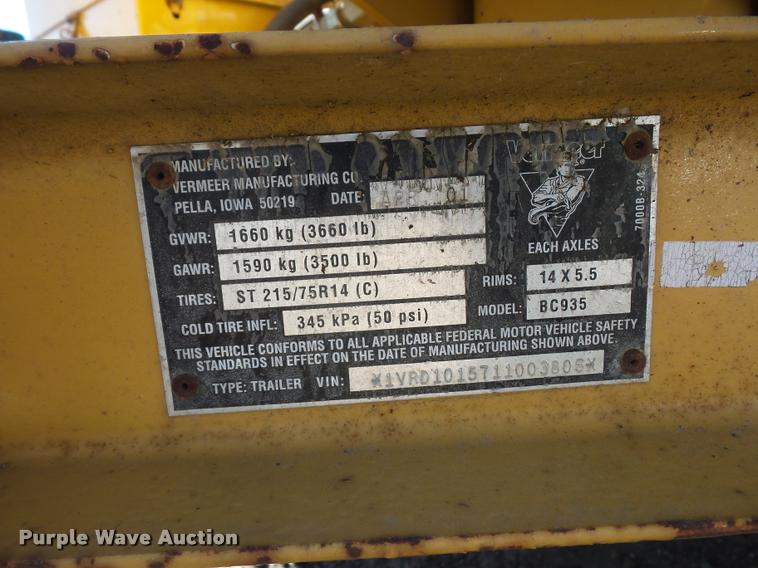 MANUFACTURED BY:
VERMEER MANUFACTURING CO.
PELLA, IOWA 50219 DATE: APR
Vermeer
GVWR: 1660 kg (3660 lb)
EACH AXLES
7000B-324
GAWR: 1590 kg (3500 lb)
TIRES: ST 215/75R14 (C) RIMS: 14 X 5.5
COLD TIRE INFL: 345 kPa (50 psi) MODEL: BC935
THIS VEHICLE CONFORMS TO ALL APPLICABLE FEDERAL MOTOR VEHICLE SAFETY
STANDARDS IN EFFECT ON THE DATE OF MANUFACTURING SHOWN ABOVE.
TYPE: TRAILER VIN:
Purple Wave Auction